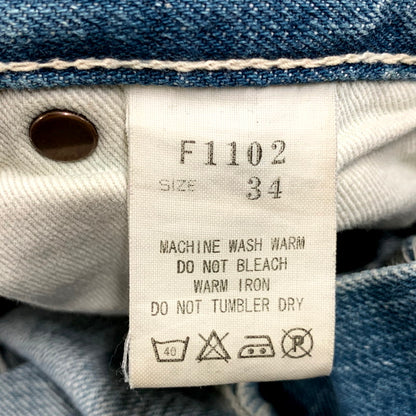 F1102
SIZE 34
MACHINE WASH WARM
DO NOT BLEACH
WARM IRON
DO NOT TUMBLER DRY
40 P